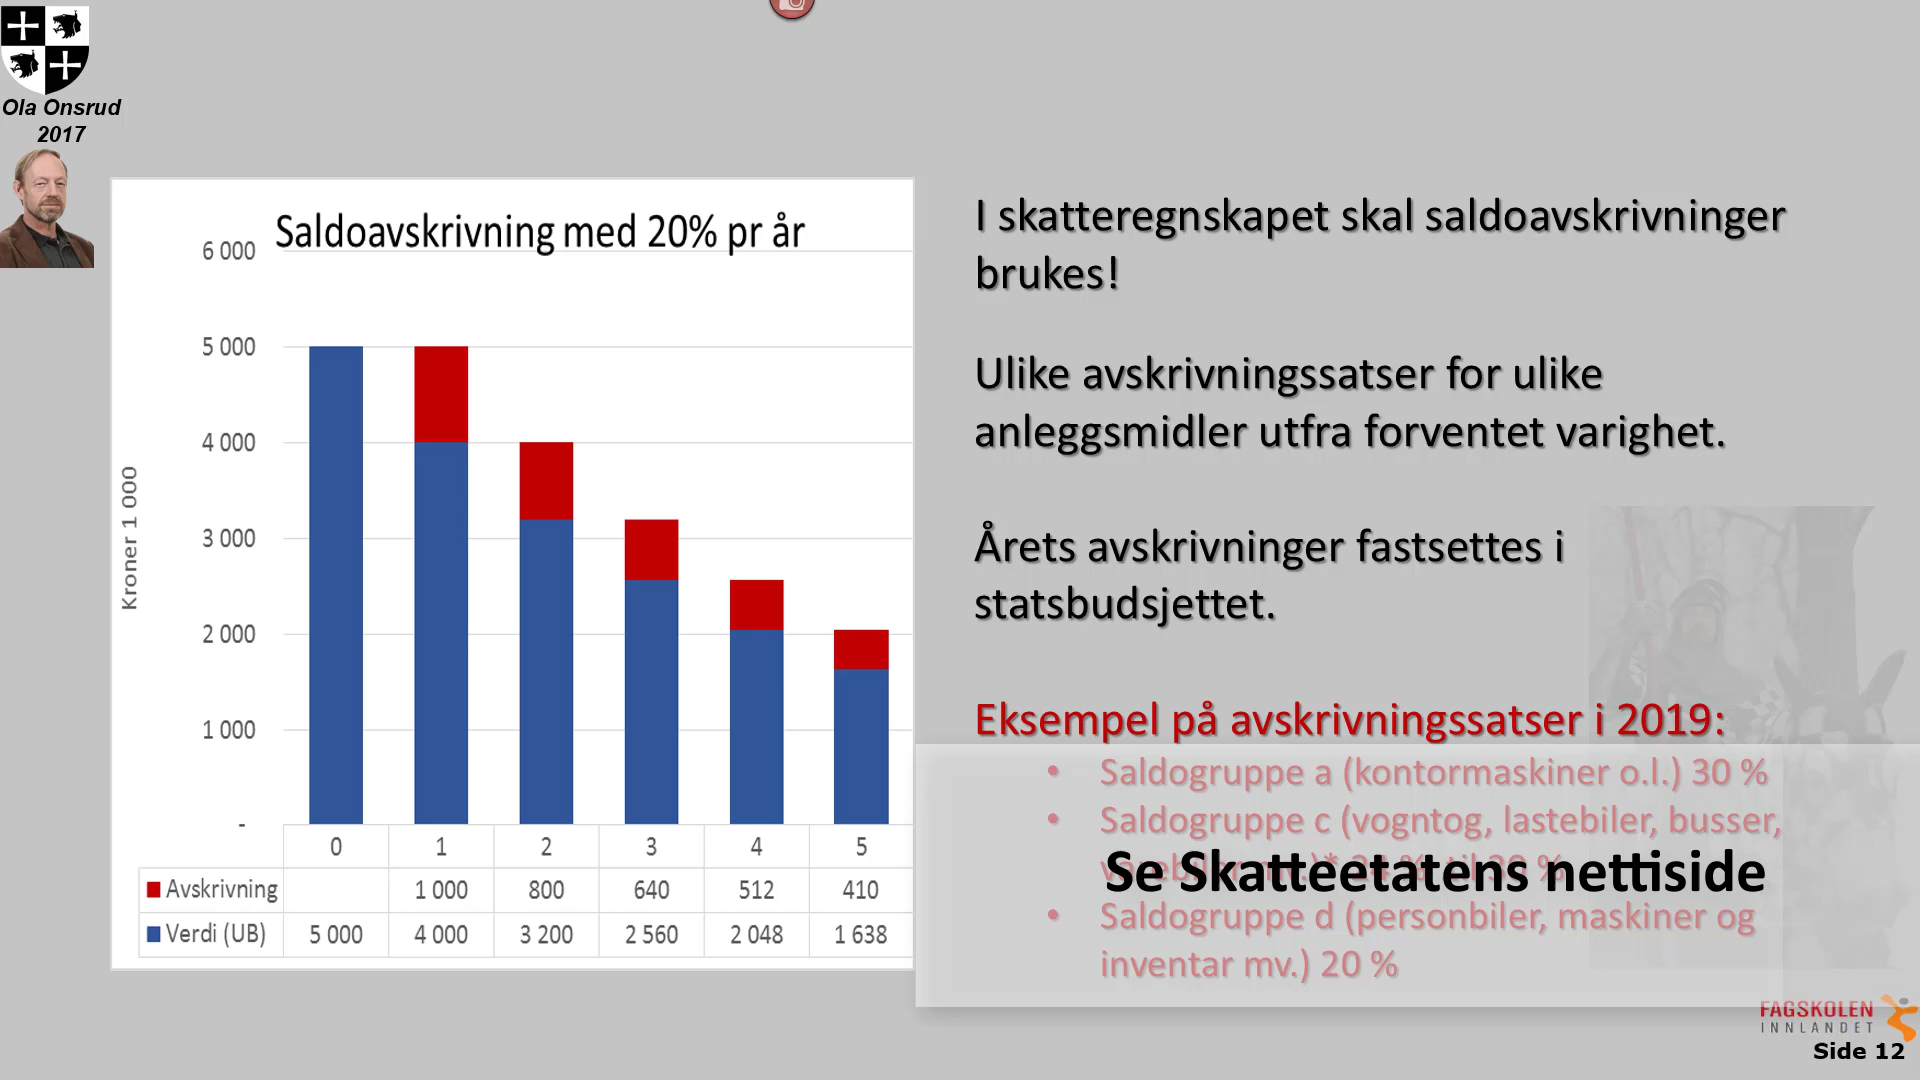 Ola Onsrud
2017
Saldoavskrivning med 20% pr år
6 000
5 000
4 000
3 000
2 000
1 000
-
Kroner 1 000
0 1 2 3 4 5
Avskrivning 1 000 800 640 512 410
Verdi (UB) 5 000 4 000 3 200 2 560 2 048 1 638
I skatteregnskapet skal saldoavskrivninger
brukes!
Ulike avskrivningssatser for ulike
anleggsmidler utfra forventet varighet.
Årets avskrivninger fastsettes i
statsbudsjettet.
Eksempel på avskrivningssatser i 2019:
• Saldogruppe a (kontormaskiner o.l.) 30 %
• Saldogruppe c (vogntog, lastebiler, busser,
Se Skatteetatens nettiside
• Saldogruppe d (personbiler, maskiner og
inventar mv.) 20 %
FAGSKOLEN
INNLANDET
Side 12